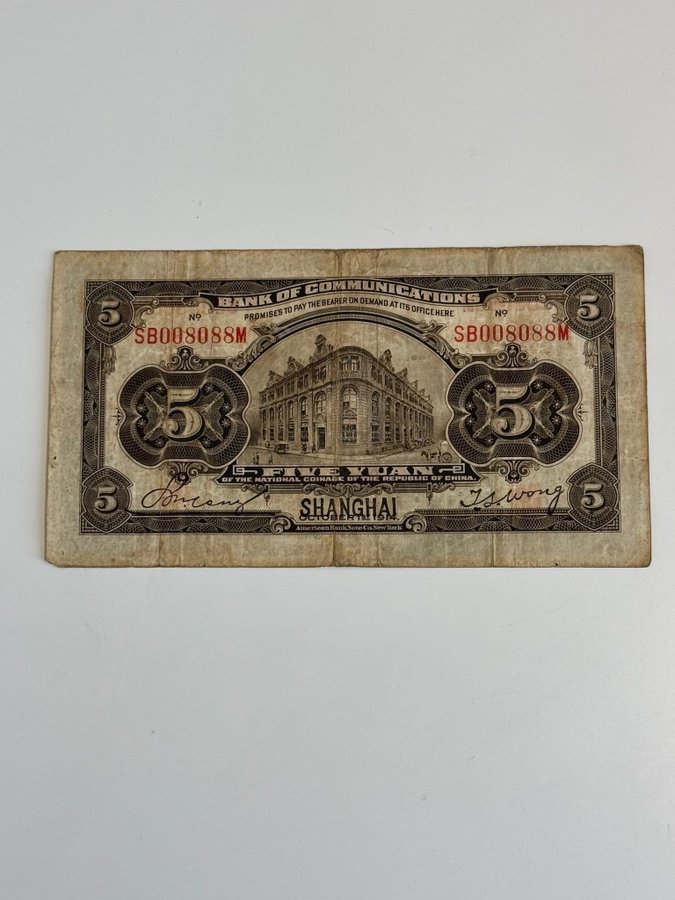 BANK OF COMMUNICATIONS
PROMISES TO PAY THE BEARER ON DEMAND AT ITS OFFICE HERE
Nº Nº
SB008088M SB008088M
5 5
5 5
FIVE YUAN
OF THE NATIONAL COINAGE OF THE REPUBLIC OF CHINA.
5 5
T.S.Wong
SHANGHAI
American Bank Note Co. New York.